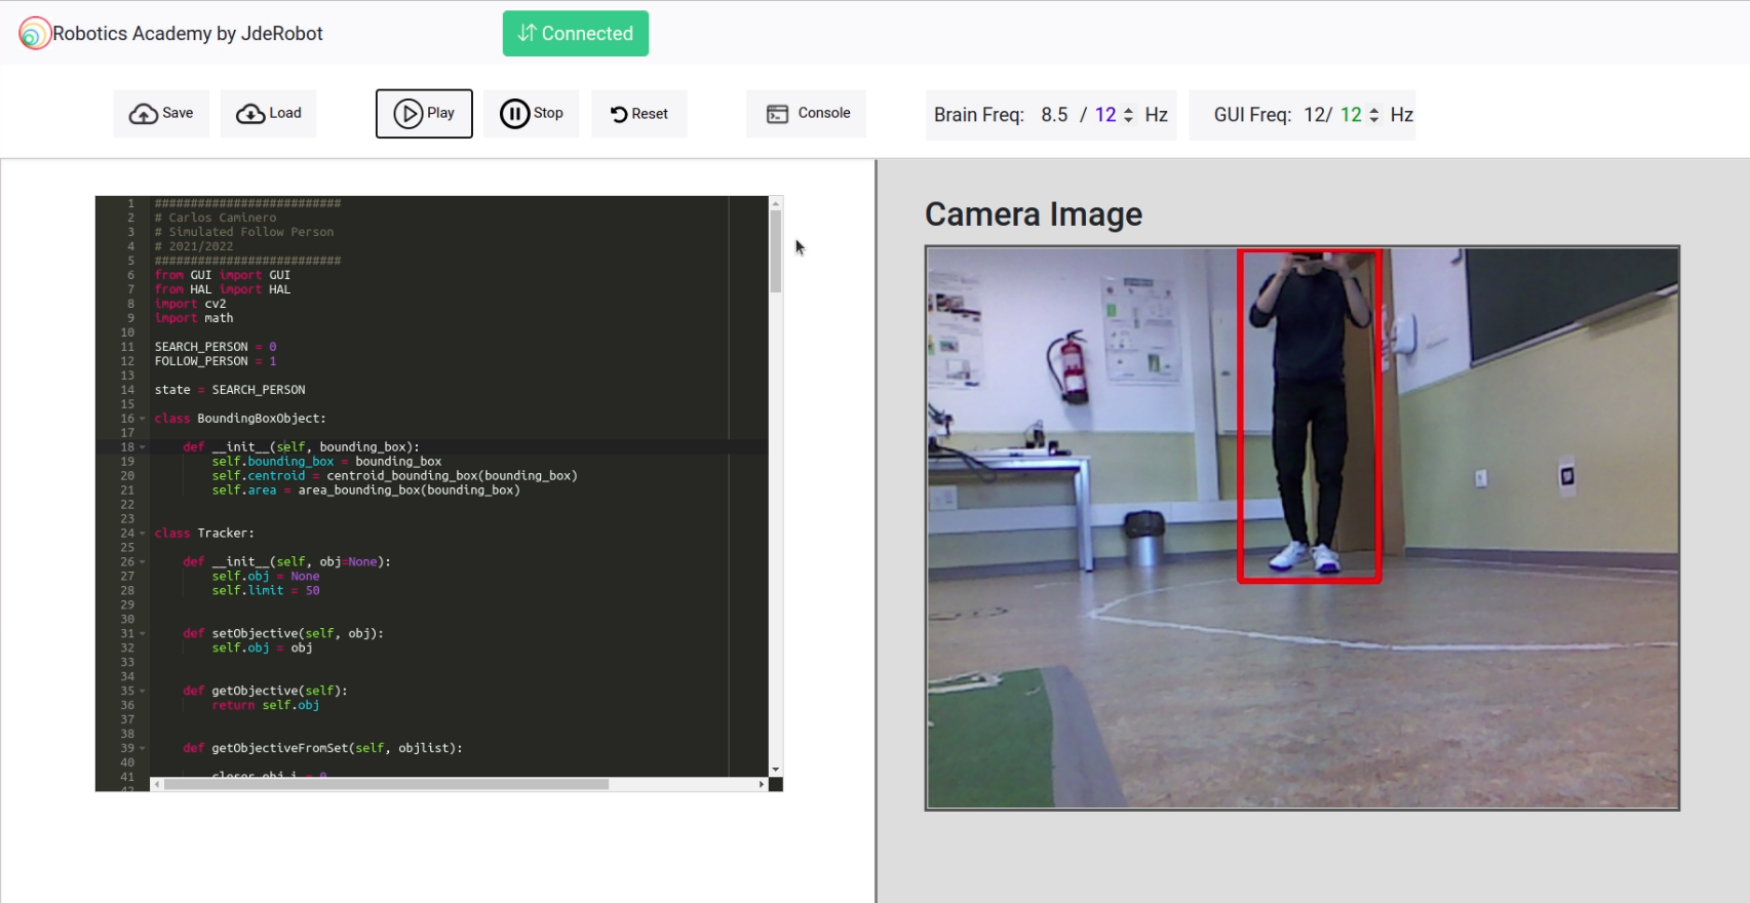 Robotics Academy by JdeRobot
Connected
Save Load Play Stop Reset Console Brain Freq: 8.5 / 12 Hz GUI Freq: 12/ 12 Hz
1 ##########################
2 # Carlos Caminero
3 # Simulated Follow Person
4 # 2021/2022
5 ##########################
6 from GUI import GUI
7 from HAL import HAL
8 import cv2
9 import math
10
11 SEARCH_PERSON = 0
12 FOLLOW_PERSON = 1
13
14 state = SEARCH_PERSON
15
16 class BoundingBoxObject:
17
18 def __init__(self, bounding_box):
19 self.bounding_box = bounding_box
20 self.centroid = centroid_bounding_box(bounding_box)
21 self.area = area_bounding_box(bounding_box)
22
23
24 class Tracker:
25
26 def __init__(self, obj=None):
27 self.obj = None
28 self.limit = 50
29
30
31 def setObjective(self, obj):
32 self.obj = obj
33
34
35 def getObjective(self):
36 return self.obj
37
38
39 def getObjectiveFromSet(self, objlist):
40
41
42
Camera Image